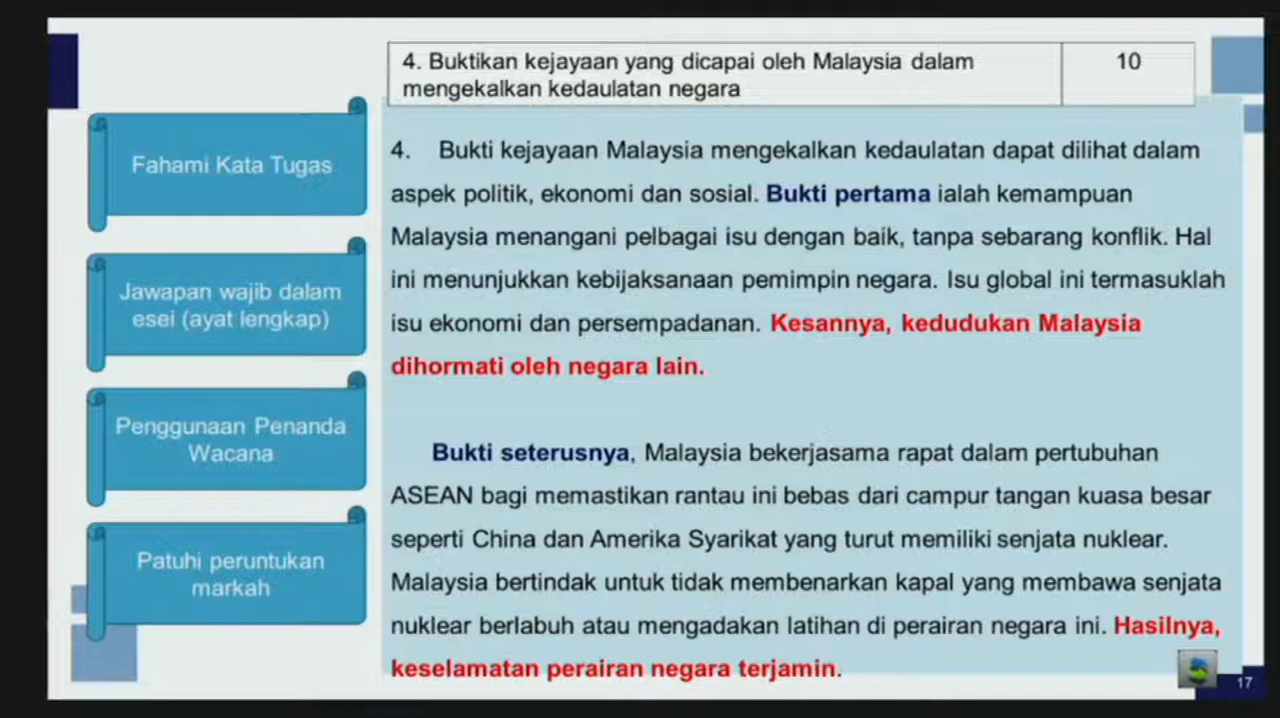 4. Buktikan kejayaan yang dicapai oleh Malaysia dalam
mengekalkan kedaulatan negara
10
Fahami Kata Tugas
Jawapan wajib dalam
esei (ayat lengkap)
Penggunaan Penanda
Wacana
Patuhi peruntukan
markah
4. Bukti kejayaan Malaysia mengekalkan kedaulatan dapat dilihat dalam
aspek politik, ekonomi dan sosial. Bukti pertama ialah kemampuan
Malaysia menangani pelbagai isu dengan baik, tanpa sebarang konflik. Hal
ini menunjukkan kebijaksanaan pemimpin negara. Isu global ini termasuklah
isu ekonomi dan persempadanan. Kesannya, kedudukan Malaysia
dihormati oleh negara lain.
Bukti seterusnya, Malaysia bekerjasama rapat dalam pertubuhan
ASEAN bagi memastikan rantau ini bebas dari campur tangan kuasa besar
seperti China dan Amerika Syarikat yang turut memiliki senjata nuklear.
Malaysia bertindak untuk tidak membenarkan kapal yang membawa senjata
nuklear berlabuh atau mengadakan latihan di perairan negara ini. Hasilnya,
keselamatan perairan negara terjamin.
17